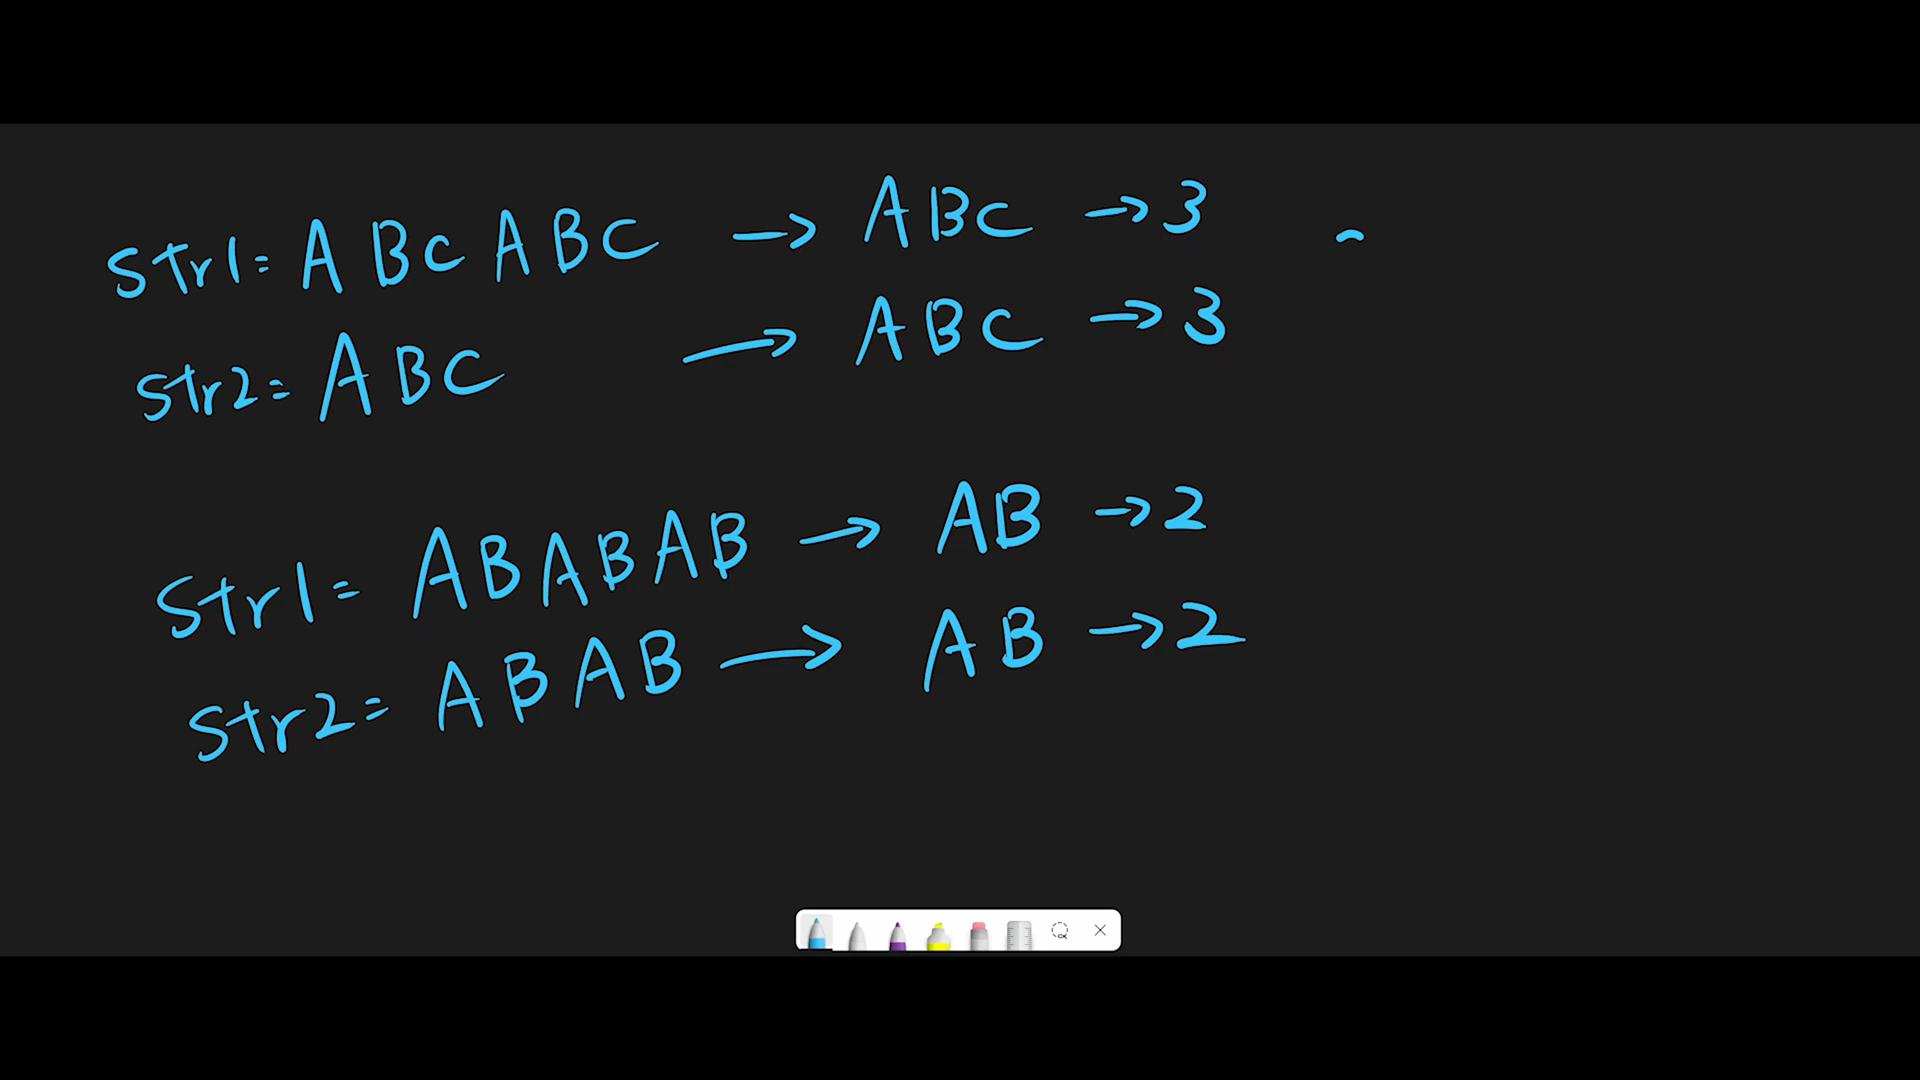 Str1= ABCABC → ABC → 3
Str2= ABC → ABC → 3
Str1= ABABAB → AB → 2
Str2= ABAB → AB → 2